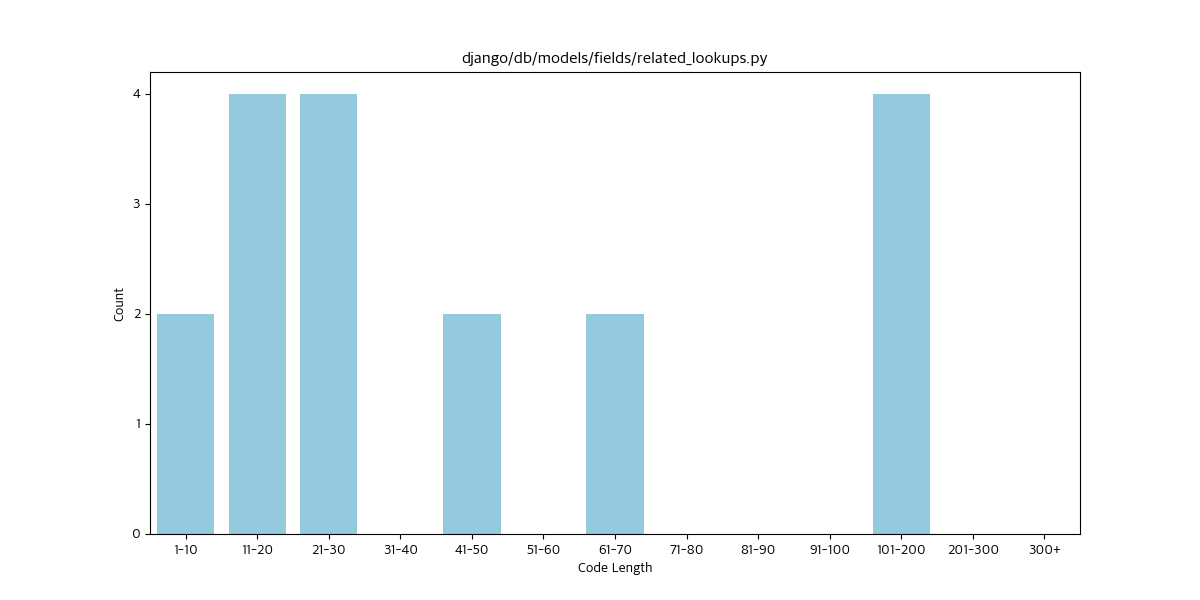 django/db/models/fields/related_lookups.py
4
3
2
1
0
Count
1-10 11-20 21-30 31-40 41-50 51-60 61-70 71-80 81-90 91-100 101-200 201-300 300+
Code Length